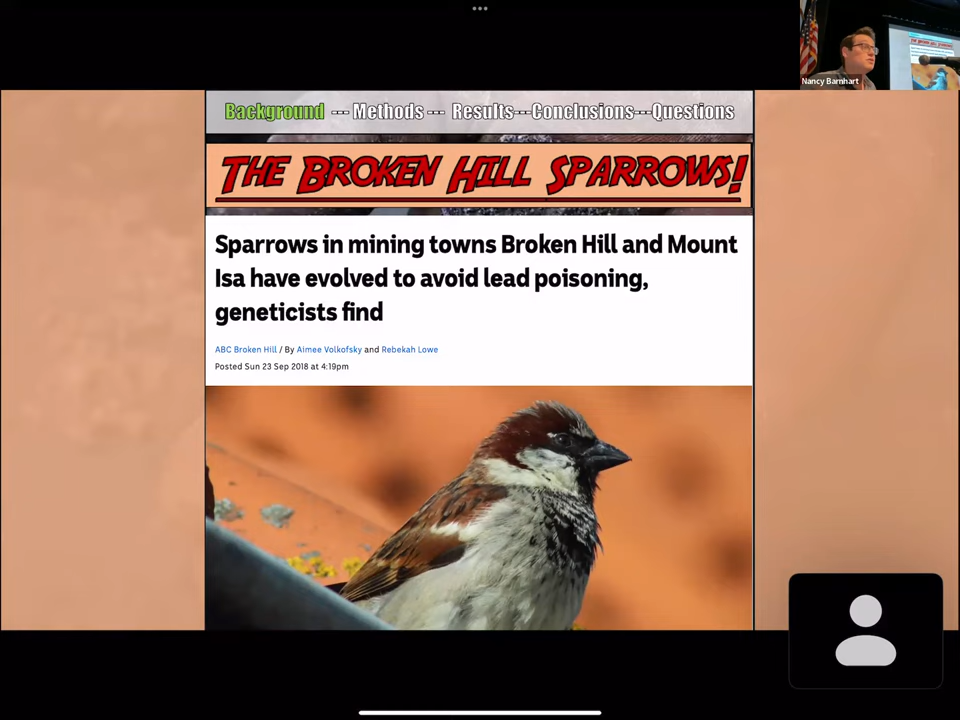 Nancy Barnhart
Background --- Methods --- Results---Conclusions---Questions
THE BROKEN HILL SPARROWS!
Sparrows in mining towns Broken Hill and Mount
Isa have evolved to avoid lead poisoning,
geneticists find
ABC Broken Hill / By Aimee Volkofsky and Rebekah Lowe
Posted Sun 23 Sep 2018 at 4:19pm